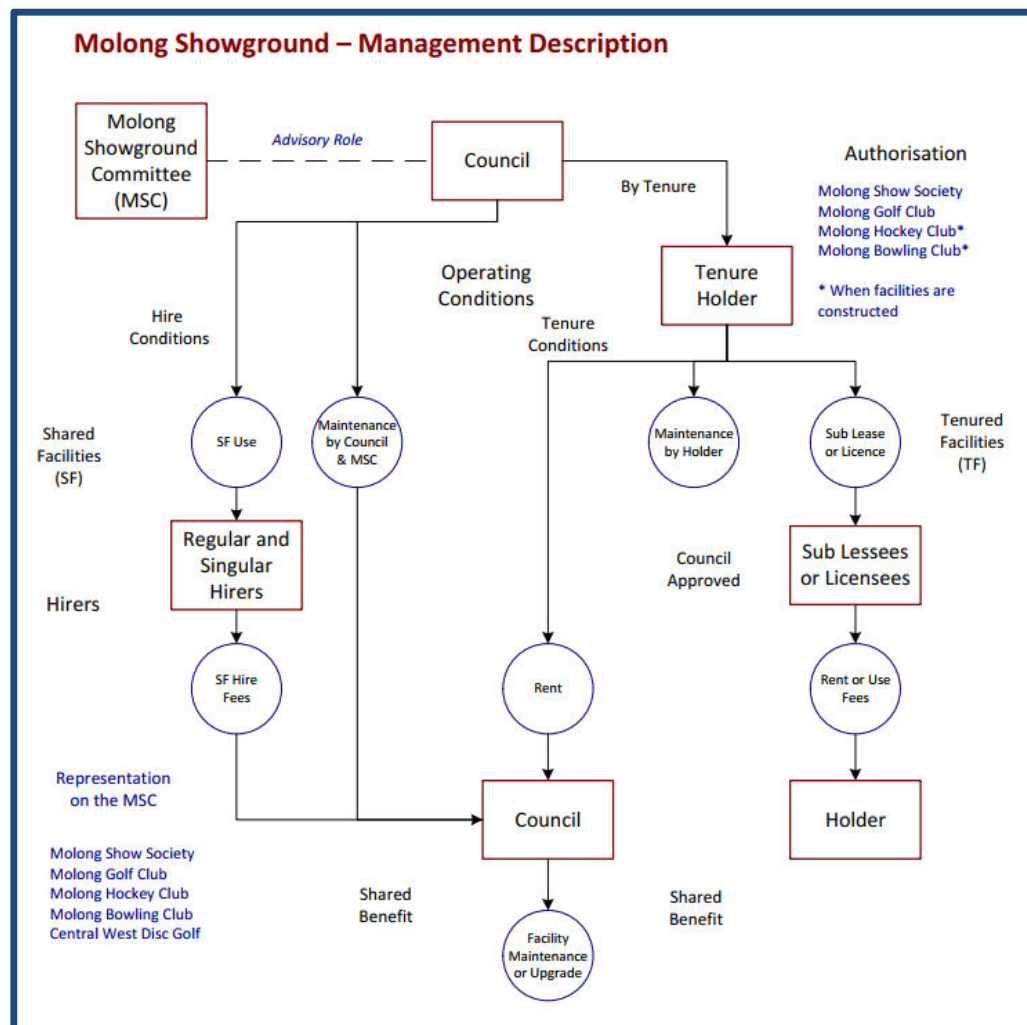 Molong Showground – Management Description
Molong
Showground
Committee
(MSC)
Advisory Role
Council
By Tenure
Authorisation
Molong Show Society
Molong Golf Club
Molong Hockey Club*
Molong Bowling Club*
* When facilities are
constructed
Tenure
Holder
Operating
Conditions
Hire
Conditions
Tenure
Conditions
Shared
Facilities
(SF)
SF Use
Maintenance
by Council
& MSC
Maintenance
by Holder
Sub Lease
or Licence
Tenured
Facilities
(TF)
Regular and
Singular
Hirers
Council
Approved
Sub Lessees
or Licensees
Hirers
SF Hire
Fees
Rent
Rent or Use
Fees
Representation
on the MSC
Council
Holder
Molong Show Society
Molong Golf Club
Molong Hockey Club
Molong Bowling Club
Central West Disc Golf
Shared
Benefit
Shared
Benefit
Facility
Maintenance
or Upgrade